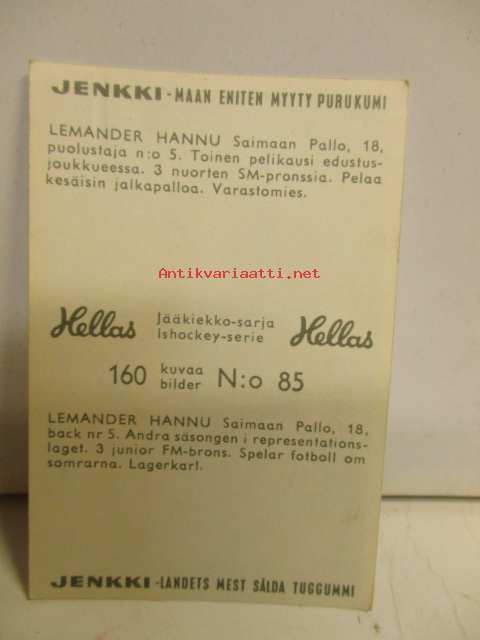 JENKKI - MAAN ENITEN MYYTY PURUKUMI
LEMANDER HANNU Saimaan Pallo, 18,
puolustaja n:o 5. Toinen pelikausi edustus-
joukkueessa. 3 nuorten SM-pronssia. Pelaa
kesäisin jalkapalloa. Varastomies.
Antikvariaatti.net
Hellas Jääkiekko-sarja Hellas
Ishockey-serie
160 kuvaa N:o 85
bilder
LEMANDER HANNU Saimaan Pallo, 18,
back nr 5. Andra säsongen i representations-
laget. 3 junior FM-brons. Spelar fotboll om
somrarna. Lagerkarl.
JENKKI - LANDETS MEST SÅLDA TUGGUMMI